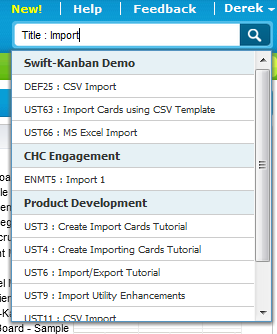 New! | Help | Feedback | Derek
Title : Import
Swift-Kanban Demo
DEF25 : CSV Import
UST63 : Import Cards using CSV Template
UST66 : MS Excel Import
CHC Engagement
ENMT5 : Import 1
Product Development
UST3 : Create Import Cards Tutorial
UST4 : Create Importing Cards Tutorial
UST6 : Import/Export Tutorial
UST9 : Import Utility Enhancements
UST11 : CSV Import
Board - Sample